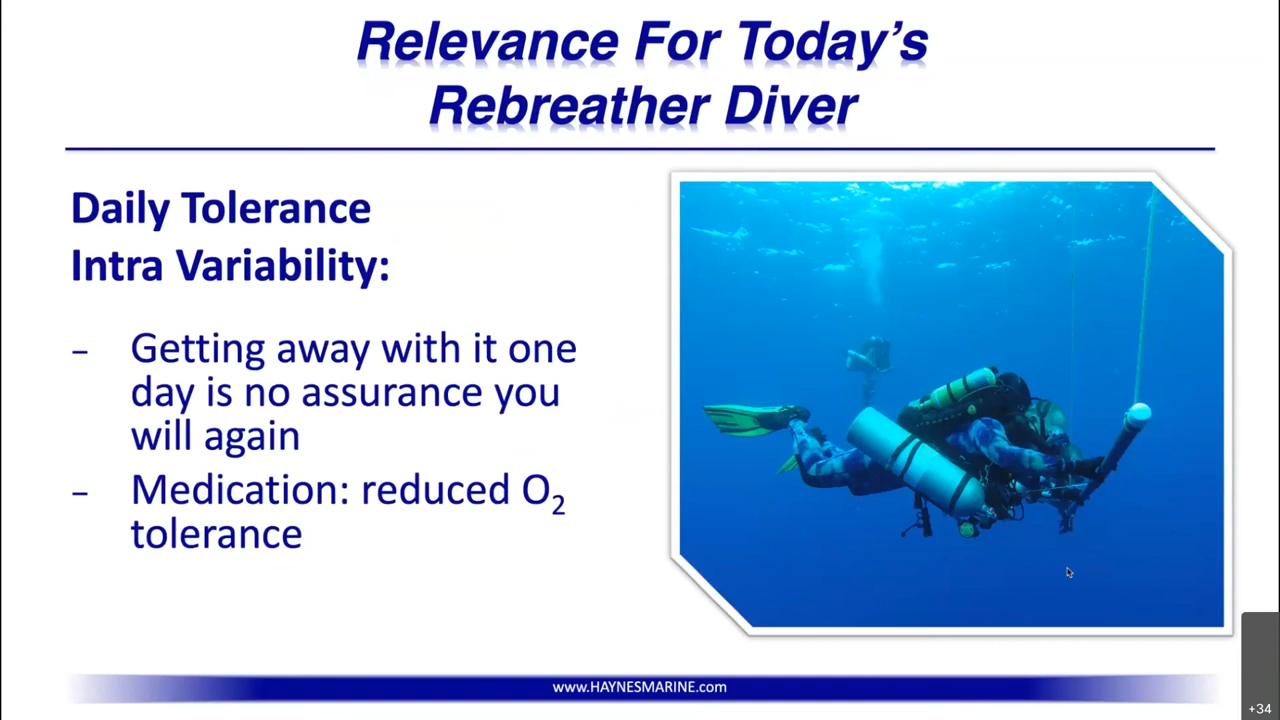 Relevance For Today’s
Rebreather Diver
Daily Tolerance
Intra Variability:
- Getting away with it one
day is no assurance you
will again
- Medication: reduced O₂
tolerance
www.HAYNESMARINE.com
+34